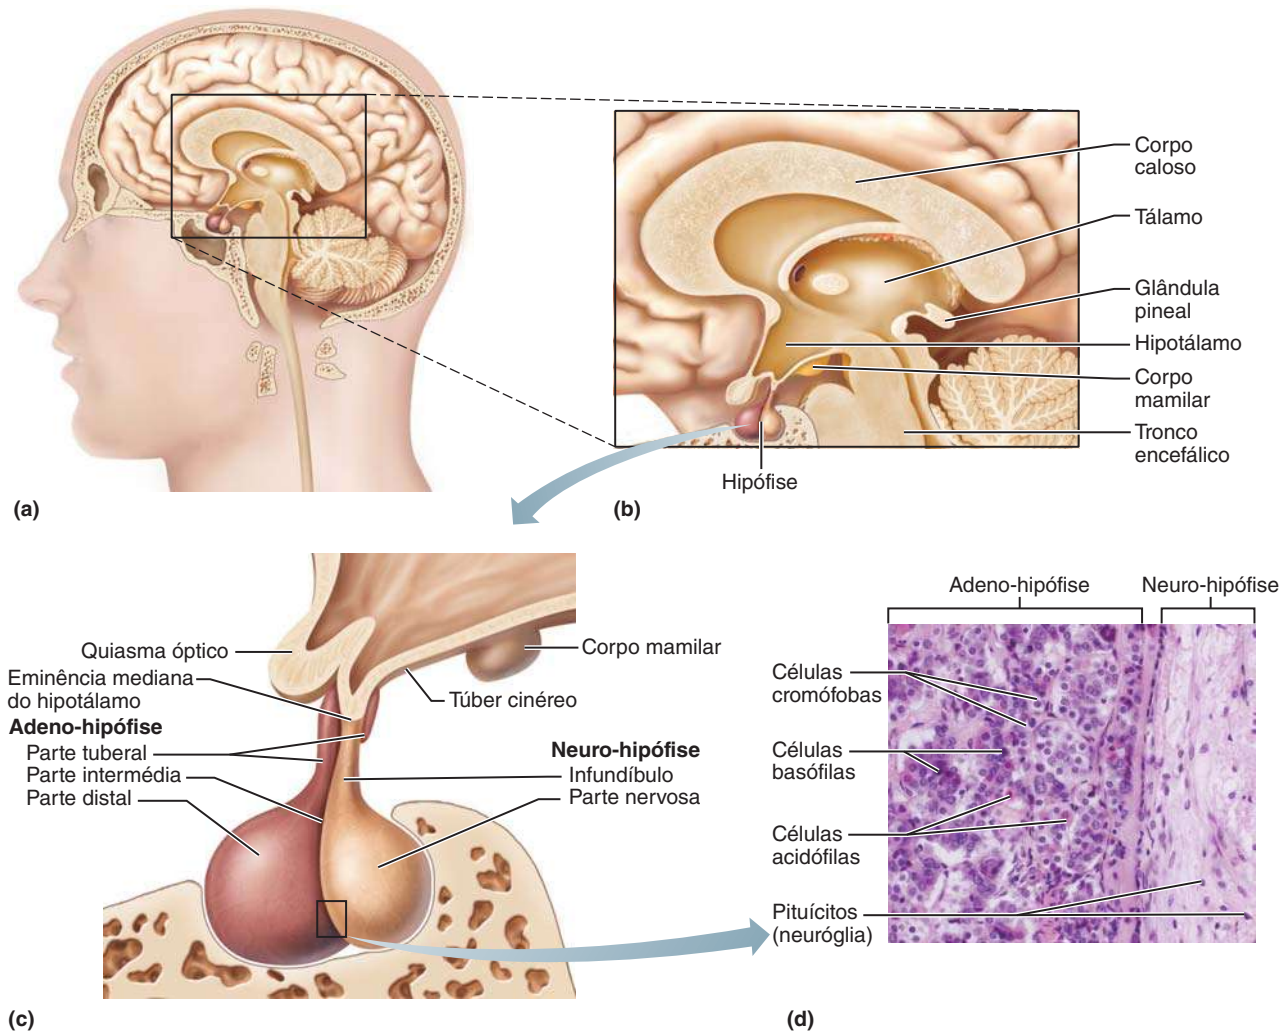 Corpo
caloso
Tálamo
Glândula
pineal
Hipotálamo
Corpo
mamilar
Tronco
encefálico
Hipófise
(a)
(b)
Quiasma óptico
Eminência mediana
do hipotálamo
Adeno-hipófise
Parte tuberal
Parte intermédia
Parte distal
Corpo mamilar
Túber cinéreo
Neuro-hipófise
Infundíbulo
Parte nervosa
(c)
Adeno-hipófise
Neuro-hipófise
Células
cromófobas
Células
basófilas
Células
acidófilas
Pituícitos
(neuróglia)
(d)